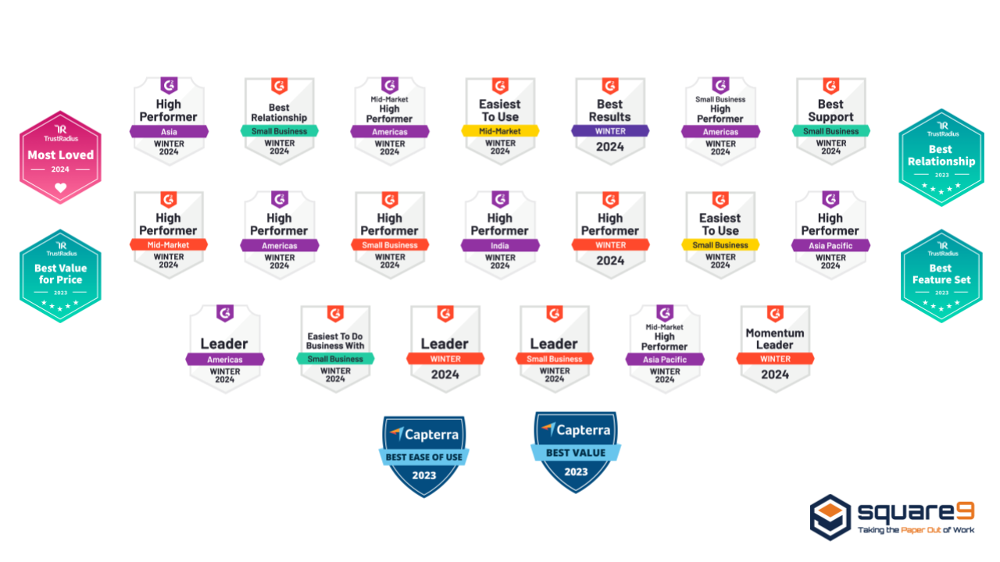 High
Performer
Asia
WINTER
2024
Best
Relationship
Small Business
WINTER
2024
Mid-Market
High
Performer
Americas
WINTER
2024
Easiest
To Use
Mid-Market
WINTER
2024
Best
Results
WINTER
2024
Small Business
High
Performer
Americas
WINTER
2024
Best
Support
Small Business
WINTER
2024
TrustRadius
Most Loved
2024
TrustRadius
Best
Relationship
2023
High
Performer
Mid-Market
WINTER
2024
High
Performer
Americas
WINTER
2024
High
Performer
Small Business
WINTER
2024
High
Performer
India
WINTER
2024
High
Performer
WINTER
2024
Easiest
To Use
Small Business
WINTER
2024
High
Performer
Asia Pacific
WINTER
2024
TrustRadius
Best Value
for Price
2023
TrustRadius
Best
Feature Set
2023
Leader
Americas
WINTER
2024
Easiest To Do
Business With
Small Business
WINTER
2024
Leader
WINTER
2024
Leader
Small Business
WINTER
2024
Mid-Market
High
Performer
Asia Pacific
WINTER
2024
Momentum
Leader
WINTER
2024
Capterra
BEST EASE OF USE
2023
Capterra
BEST VALUE
2023
square9
Taking the Paper Out of Work